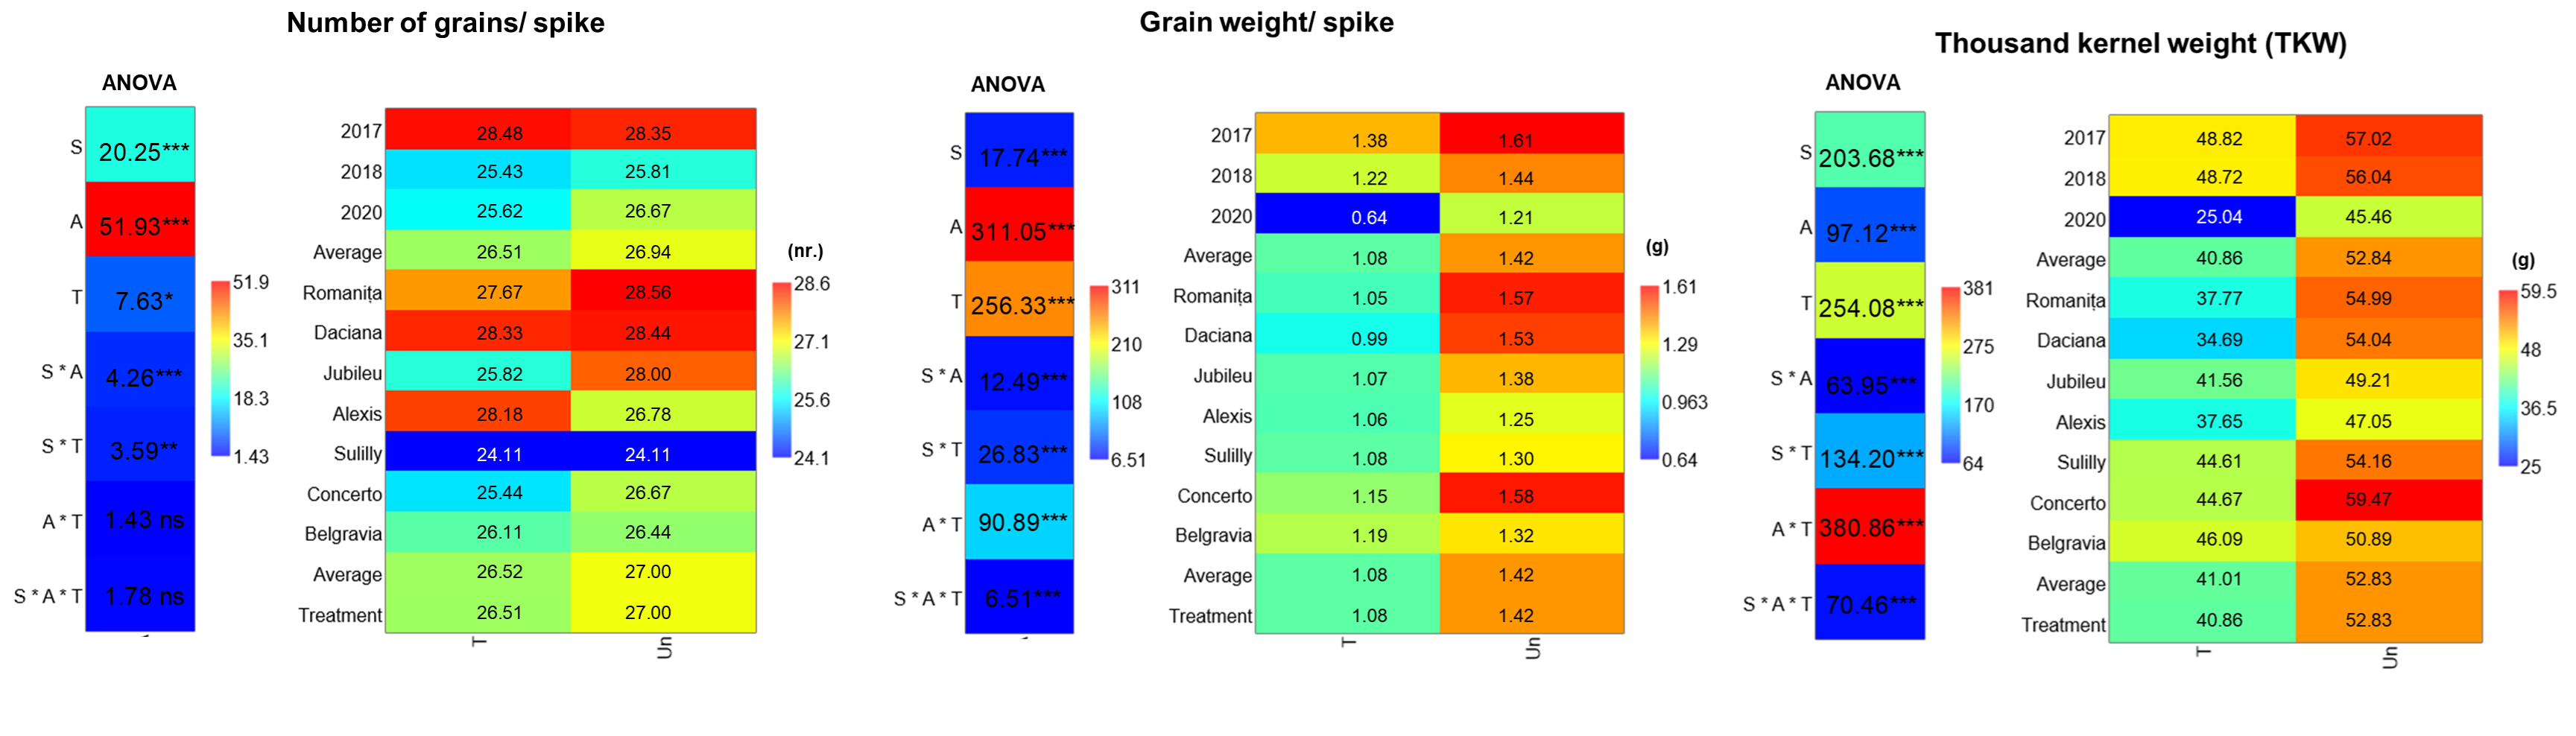 Number of grains/ spike
ANOVA
S 20.25***
A 51.93***
T 7.63*
S * A 4.26***
S * T 3.59**
A * T 1.43 ns
S * A * T 1.78 ns
51.9
35.1
18.3
1.43
2017 28.48 28.35
2018 25.43 25.81
2020 25.62 26.67
Average 26.51 26.94
Romanița 27.67 28.56
Daciana 28.33 28.44
Jubileu 25.82 28.00
Alexis 28.18 26.78
Sulilly 24.11 24.11
Concerto 25.44 26.67
Belgravia 26.11 26.44
Average 26.52 27.00
Treatment 26.51 27.00
T Un
(nr.)
28.6
27.1
25.6
24.1
Grain weight/ spike
ANOVA
S 17.74***
A 311.05***
T 256.33***
S * A 12.49***
S * T 26.83***
A * T 90.89***
S * A * T 6.51***
311
210
108
6.51
2017 1.38 1.61
2018 1.22 1.44
2020 0.64 1.21
Average 1.08 1.42
Romanița 1.05 1.57
Daciana 0.99 1.53
Jubileu 1.07 1.38
Alexis 1.06 1.25
Sulilly 1.08 1.30
Concerto 1.15 1.58
Belgravia 1.19 1.32
Average 1.08 1.42
Treatment 1.08 1.42
T Un
(g)
1.61
1.29
0.963
0.64
Thousand kernel weight (TKW)
ANOVA
S 203.68***
A 97.12***
T 254.08***
S * A 63.95***
S * T 134.20***
A * T 380.86***
S * A * T 70.46***
381
275
170
64
2017 48.82 57.02
2018 48.72 56.04
2020 25.04 45.46
Average 40.86 52.84
Romanița 37.77 54.99
Daciana 34.69 54.04
Jubileu 41.56 49.21
Alexis 37.65 47.05
Sulilly 44.61 54.16
Concerto 44.67 59.47
Belgravia 46.09 50.89
Average 41.01 52.83
Treatment 40.86 52.83
T Un
(g)
59.5
48
36.5
25